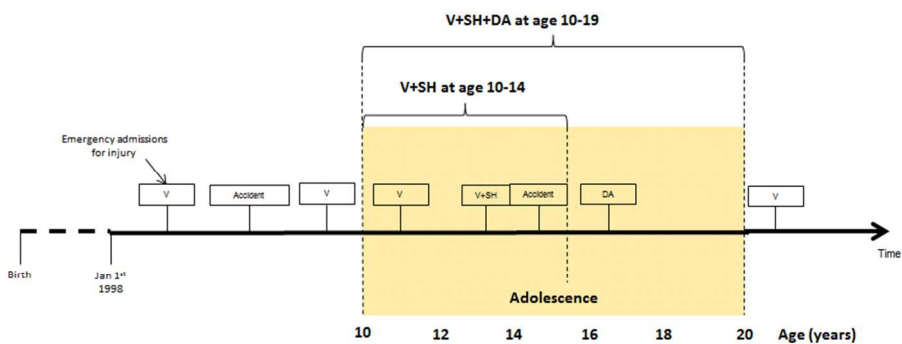 V+SH+DA at age 10-19
V+SH at age 10-14
Emergency admissions
for injury
V
Accident
V
V
V+SH
Accident
DA
V
Time
Birth
Jan 1st
1998
Adolescence
10 12 14 16 18 20 Age (years)